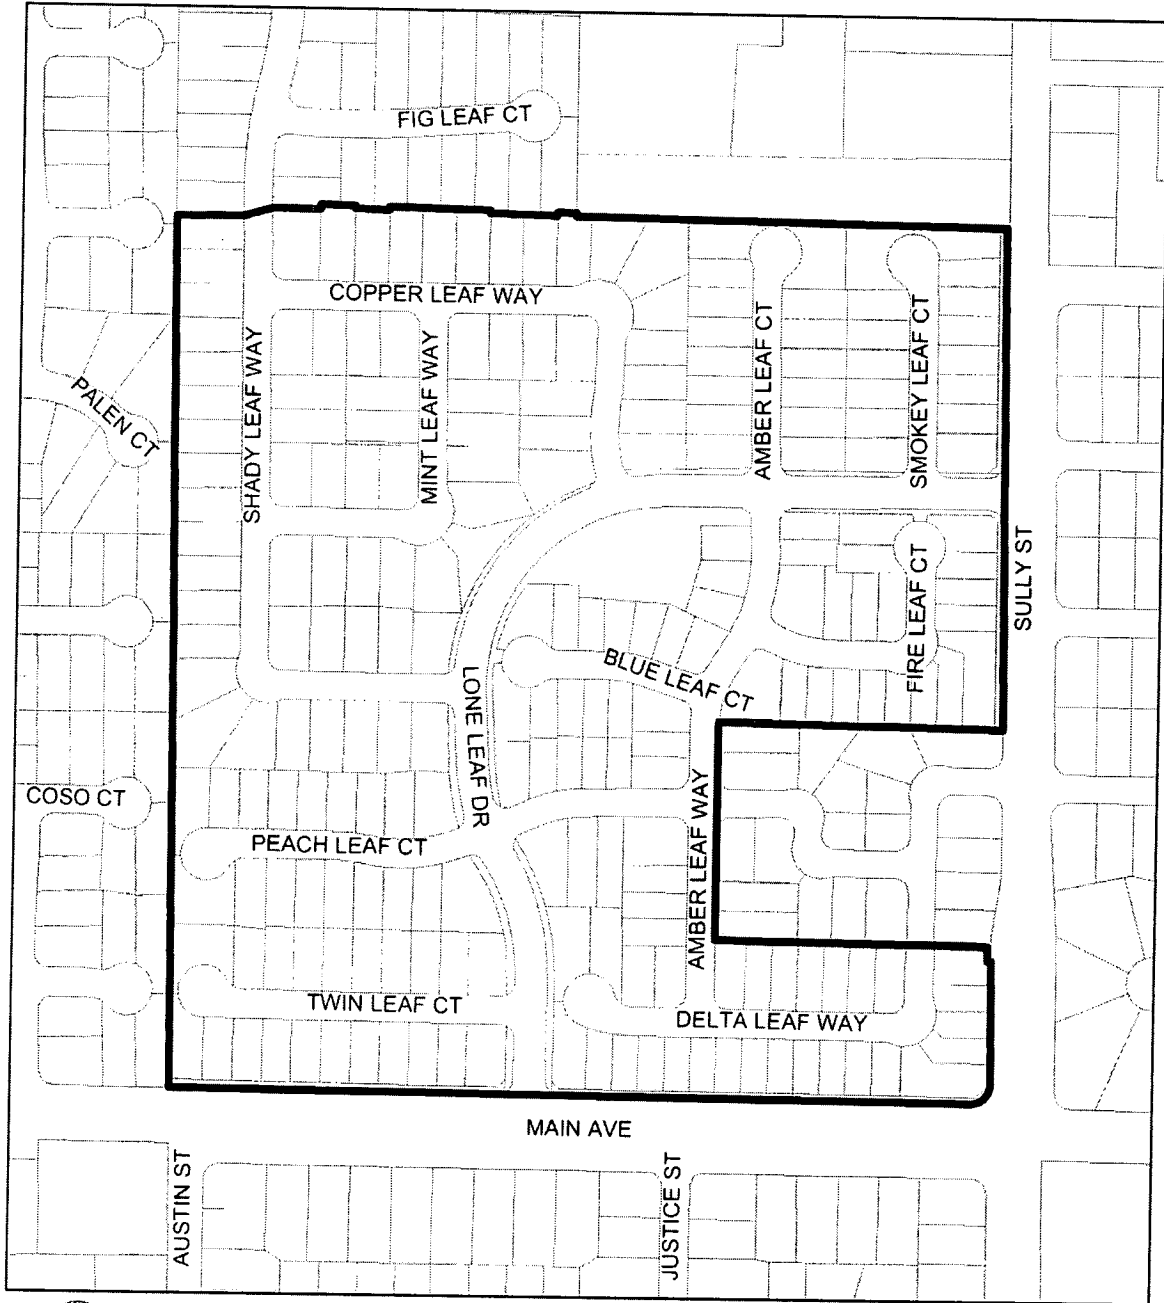 FIG LEAF CT
COPPER LEAF WAY
SHADY LEAF WAY
MINT LEAF WAY
AMBER LEAF CT
SMOKEY LEAF CT
PALEN CT
SULLY ST
FIRE LEAF CT
BLUE LEAF CT
LONE LEAF DR
COSO CT
PEACH LEAF CT
AMBER LEAF WAY
TWIN LEAF CT
DELTA LEAF WAY
MAIN AVE
AUSTIN ST
JUSTICE ST